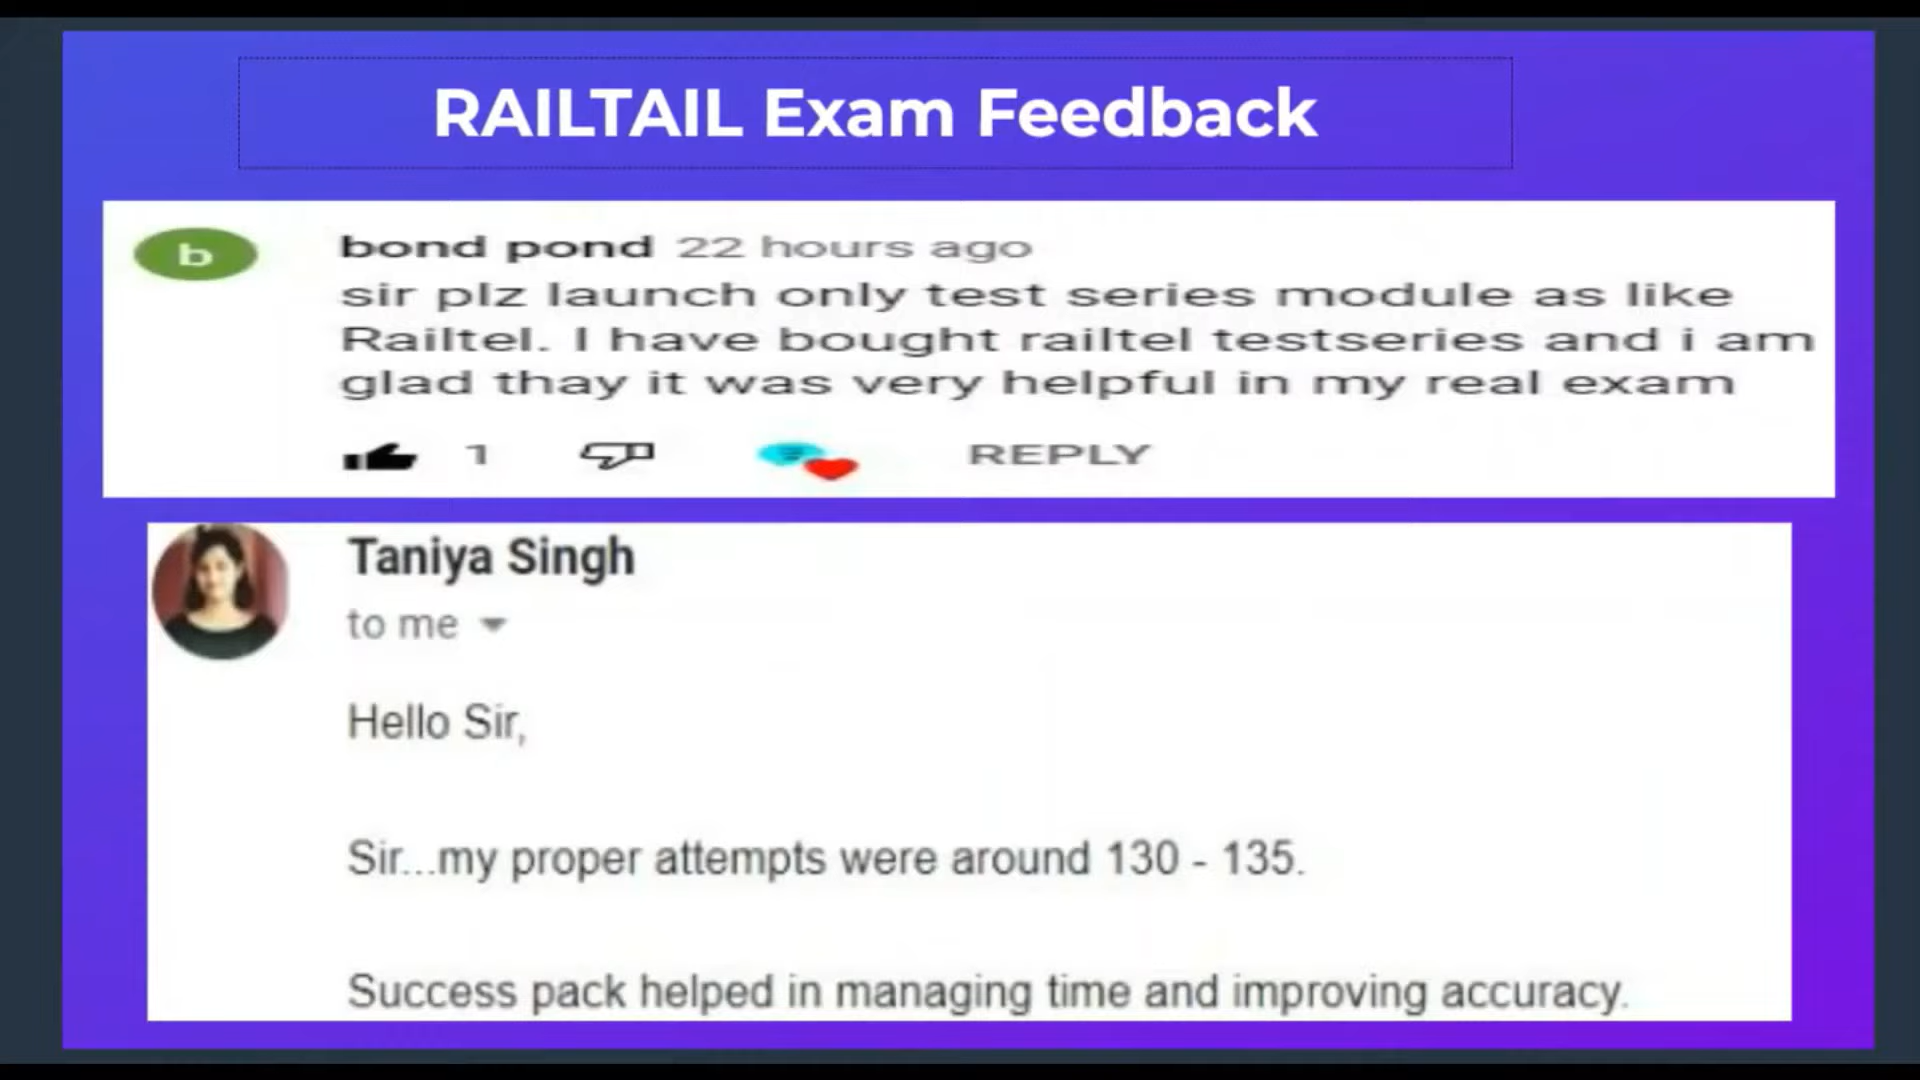 RAILTAIL Exam Feedback
b
bond pond 22 hours ago
sir plz launch only test series module as like
Railtel. I have bought railtel testseries and i am
glad thay it was very helpful in my real exam
1
REPLY
Taniya Singh
to me
Hello Sir,
Sir...my proper attempts were around 130 - 135.
Success pack helped in managing time and improving accuracy.